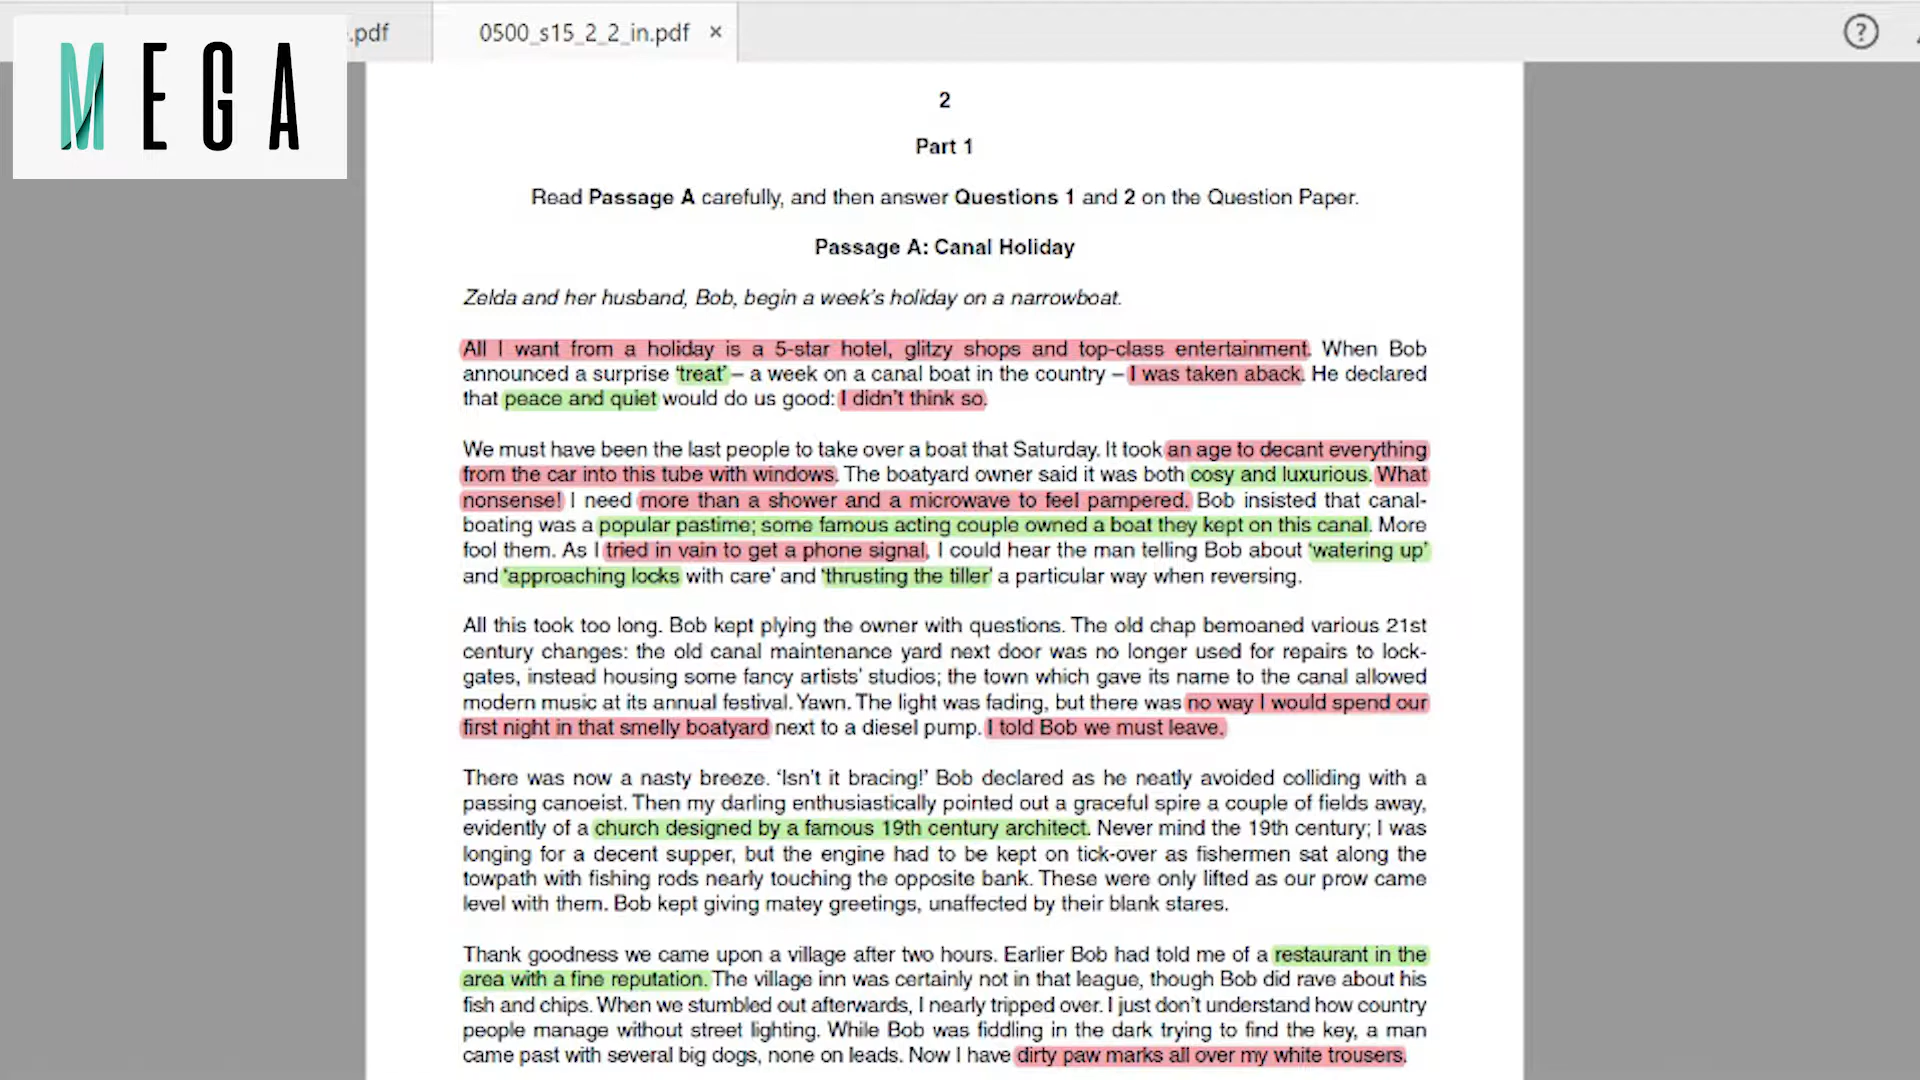 .pdf
0500_s15_2_2_in.pdf ×
?
MEGA
2
Part 1
Read Passage A carefully, and then answer Questions 1 and 2 on the Question Paper.
Passage A: Canal Holiday
Zelda and her husband, Bob, begin a week's holiday on a narrowboat.
All I want from a holiday is a 5-star hotel, glitzy shops and top-class entertainment. When Bob
announced a surprise 'treat' – a week on a canal boat in the country – I was taken aback. He declared
that peace and quiet would do us good: I didn't think so.
We must have been the last people to take over a boat that Saturday. It took an age to decant everything
from the car into this tube with windows. The boatyard owner said it was both cosy and luxurious. What
nonsense! I need more than a shower and a microwave to feel pampered. Bob insisted that canal-
boating was a popular pastime; some famous acting couple owned a boat they kept on this canal. More
fool them. As I tried in vain to get a phone signal, I could hear the man telling Bob about 'watering up'
and 'approaching locks with care' and 'thrusting the tiller' a particular way when reversing.
All this took too long. Bob kept plying the owner with questions. The old chap bemoaned various 21st
century changes: the old canal maintenance yard next door was no longer used for repairs to lock-
gates, instead housing some fancy artists' studios; the town which gave its name to the canal allowed
modern music at its annual festival. Yawn. The light was fading, but there was no way I would spend our
first night in that smelly boatyard next to a diesel pump. I told Bob we must leave.
There was now a nasty breeze. 'Isn't it bracing!' Bob declared as he neatly avoided colliding with a
passing canoeist. Then my darling enthusiastically pointed out a graceful spire a couple of fields away,
evidently of a church designed by a famous 19th century architect. Never mind the 19th century; I was
longing for a decent supper, but the engine had to be kept on tick-over as fishermen sat along the
towpath with fishing rods nearly touching the opposite bank. These were only lifted as our prow came
level with them. Bob kept giving matey greetings, unaffected by their blank stares.
Thank goodness we came upon a village after two hours. Earlier Bob had told me of a restaurant in the
area with a fine reputation. The village inn was certainly not in that league, though Bob did rave about his
fish and chips. When we stumbled out afterwards, I nearly tripped over. I just don't understand how country
people manage without street lighting. While Bob was fiddling in the dark trying to find the key, a man
came past with several big dogs, none on leads. Now I have dirty paw marks all over my white trousers.